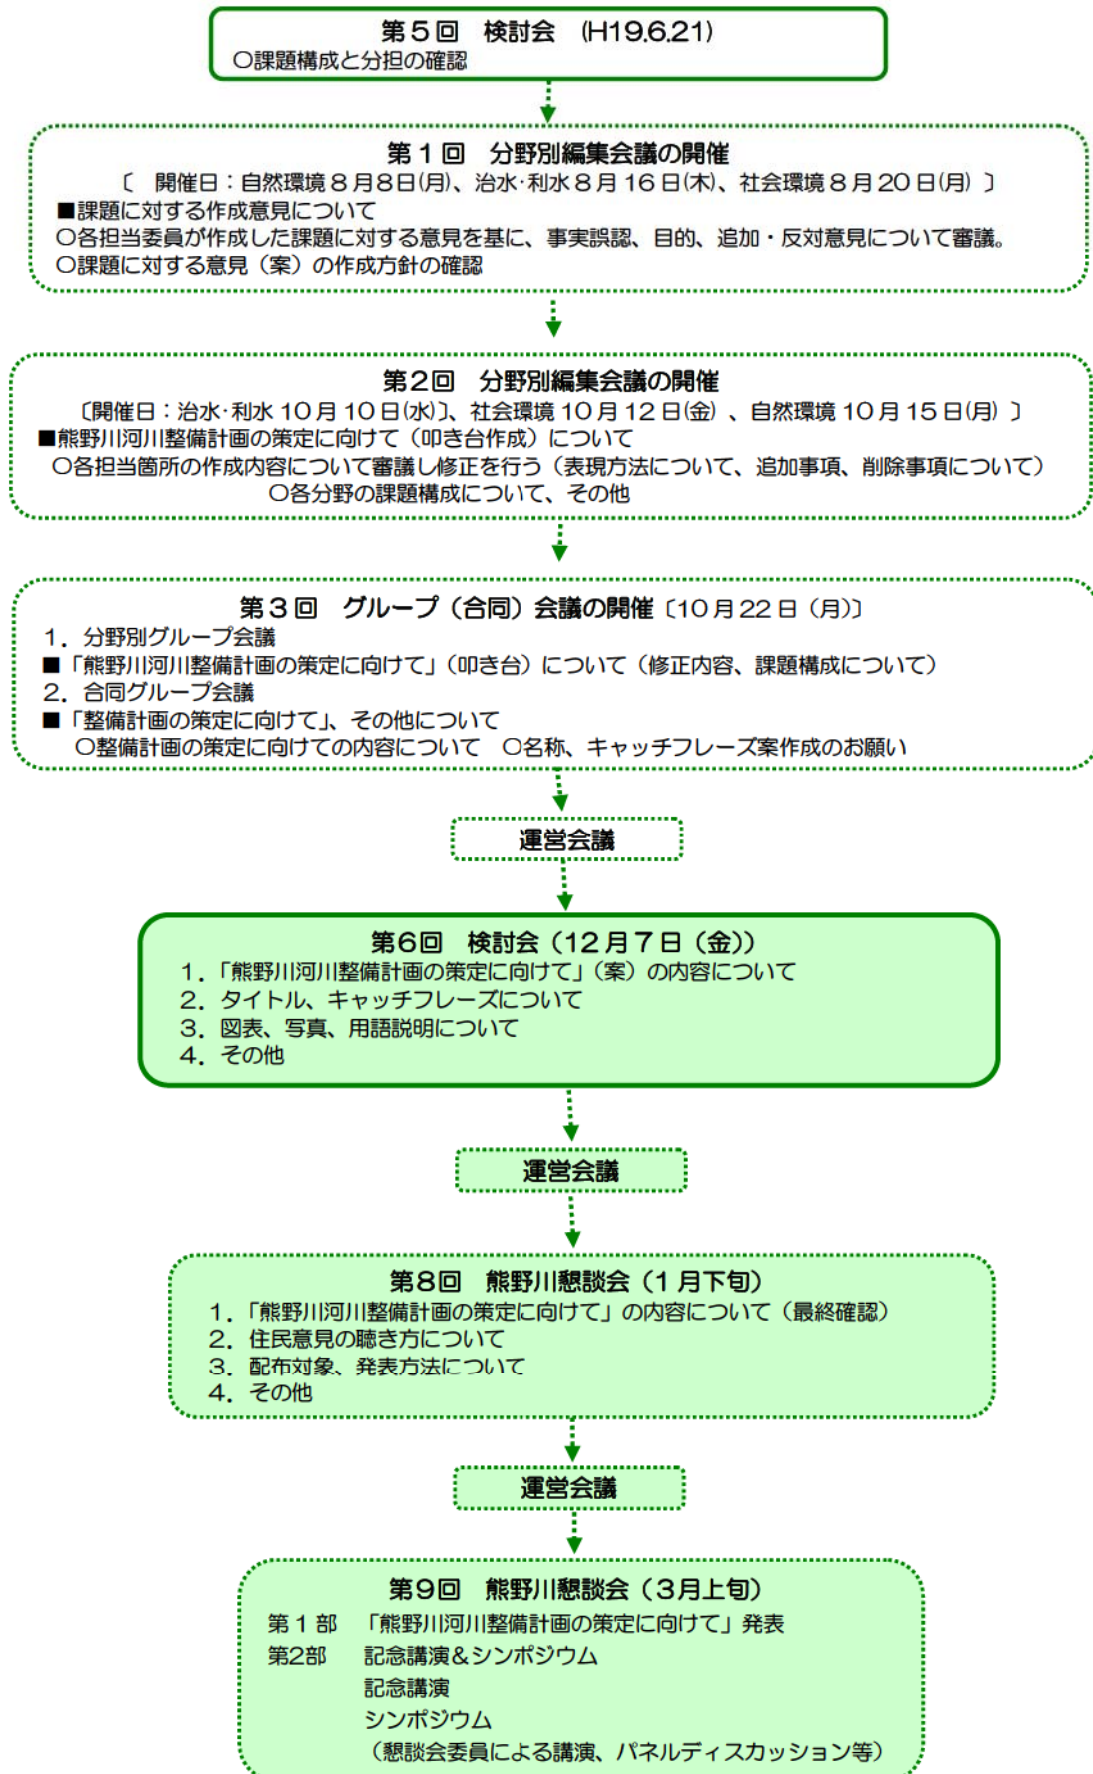 第5回　検討会　(H19.6.21)
〇課題構成と分担の確認
第1回　分野別編集会議の開催
〔　開催日：自然環境8月8日(月)、治水・利水8月16日(木)、社会環境8月20日(月)　〕
■課題に対する作成意見について
〇各担当委員が作成した課題に対する意見を基に、事実誤認、目的、追加・反対意見について審議。
〇課題に対する意見（案）の作成方針の確認
第2回　分野別編集会議の開催
〔開催日：治水・利水10月10日(水)〕、社会環境10月12日(金)　、自然環境10月15日(月)　〕
■熊野川河川整備計画の策定に向けて（叩き台作成）について
〇各担当箇所の作成内容について審議し修正を行う（表現方法について、追加事項、削除事項について）
〇各分野の課題構成について、その他
第3回　グループ（合同）会議の開催〔10月22日（月）〕
1．分野別グループ会議
■「熊野川河川整備計画の策定に向けて」（叩き台）について（修正内容、課題構成について）
2．合同グループ会議
■「整備計画の策定に向けて」、その他について
〇整備計画の策定に向けての内容について　〇名称、キャッチフレーズ案作成のお願い
運営会議
第6回　検討会（12月7日（金））
1．「熊野川河川整備計画の策定に向けて」（案）の内容について
2．タイトル、キャッチフレーズについて
3．図表、写真、用語説明について
4．その他
運営会議
第8回　熊野川懇談会（1月下旬）
1．「熊野川河川整備計画の策定に向けて」の内容について（最終確認）
2．住民意見の聴き方について
3．配布対象、発表方法について
4．その他
運営会議
第9回　熊野川懇談会（3月上旬）
第1部　「熊野川河川整備計画の策定に向けて」発表
第2部　記念講演＆シンポジウム
記念講演
シンポジウム
（懇談会委員による講演、パネルディスカッション等）